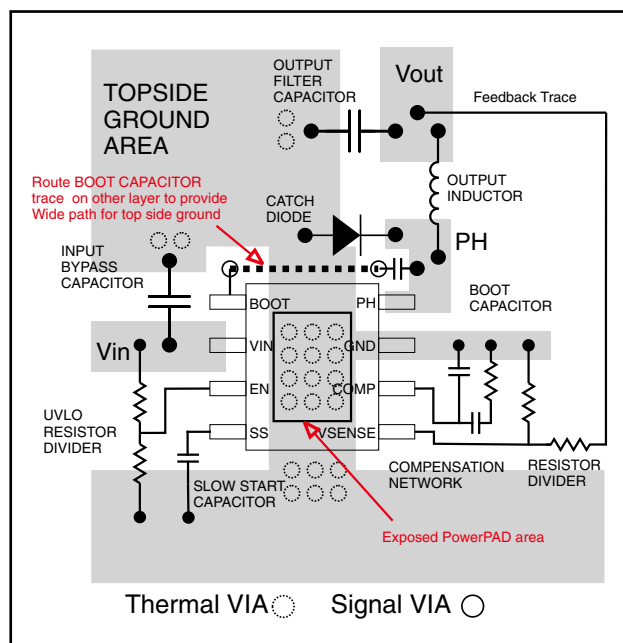 OUTPUT
FILTER
CAPACITOR
Vout
TOPSIDE
GROUND
AREA
Feedback Trace
Route BOOT CAPACITOR
trace on other layer to provide
Wide path for top side ground
OUTPUT
INDUCTOR
CATCH
DIODE
PH
INPUT
BYPASS
CAPACITOR
BOOT
CAPACITOR
BOOT
PH
Vin
VIN
GND
EN
COMP
UVLO
RESISTOR
DIVIDER
SS
VSENSE
SLOW START
CAPACITOR
COMPENSATION
NETWORK
RESISTOR
DIVIDER
Exposed PowerPAD area
Thermal VIA
Signal VIA